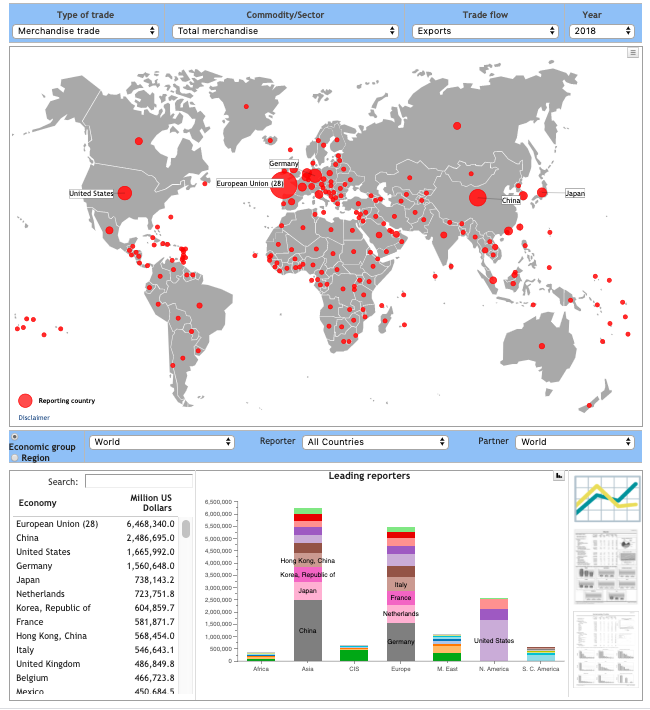 Type of trade Commodity/Sector Trade flow Year
Merchandise trade Total merchandise Exports 2018
Germany
European Union (28)
United States
China
Japan
Reporting country
Disclaimer
Economic group
Region
World
Reporter All Countries
Partner World
Search:
Economy Million US Dollars
European Union (28) 6,468,340.0
China 2,486,695.0
United States 1,665,992.0
Germany 1,560,648.0
Japan 738,143.2
Netherlands 723,751.8
Korea, Republic of 604,859.7
France 581,871.7
Hong Kong, China 568,454.0
Italy 546,643.1
United Kingdom 486,849.8
Belgium 466,723.8
Mexico 450,684.5
Leading reporters
6,500,000
6,000,000
5,500,000
5,000,000
4,500,000
4,000,000
3,500,000
3,000,000
2,500,000
2,000,000
1,500,000
1,000,000
500,000
0
Hong Kong, China
Korea, Republic of
Japan
China
Italy
France
Netherlands
Germany
United States
Africa Asia CIS Europe M. East N. America S. C. America